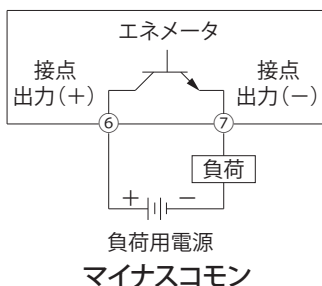 エネメータ
接点 接点
出力(+) 出力(−)
⑥ ⑦
負荷
+ −
負荷用電源
マイナスコモン